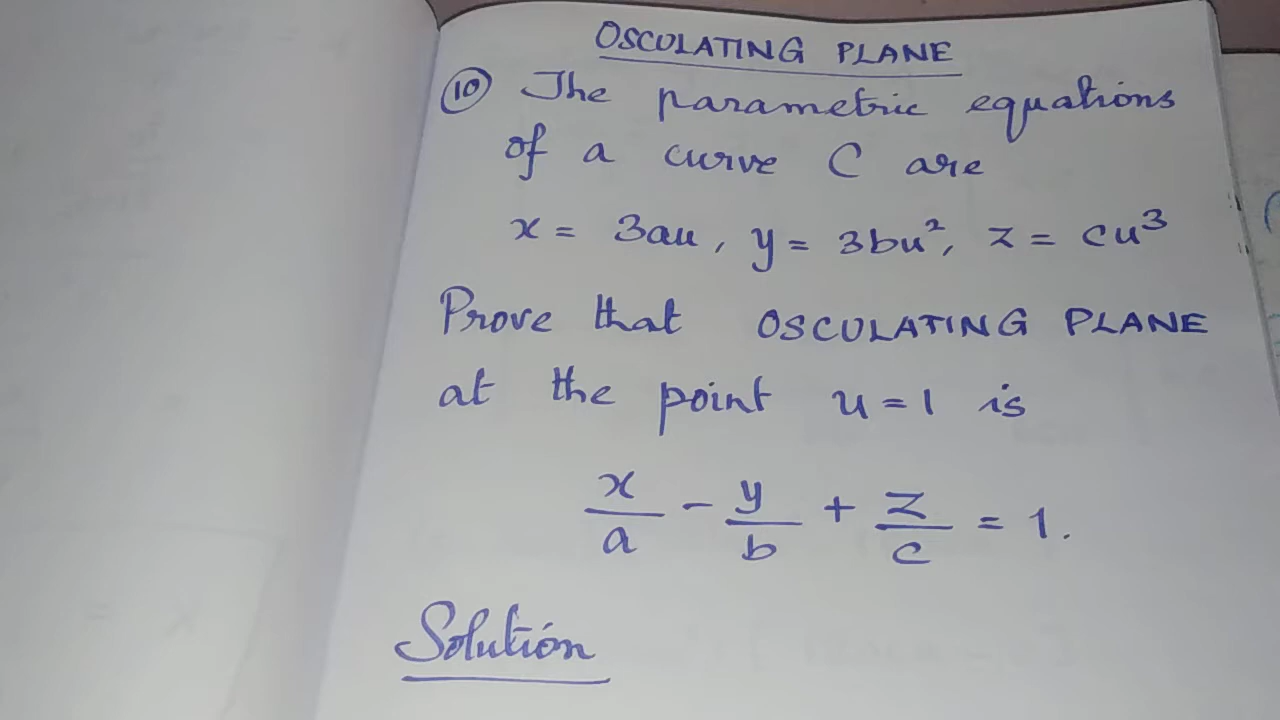 OSCULATING PLANE
(10) The parametric equations
of a curve C are
x = 3au, y = 3bu², z = cu³
Prove that OSCULATING PLANE
at the point u = 1 is
x/a - y/b + z/c = 1.
Solution